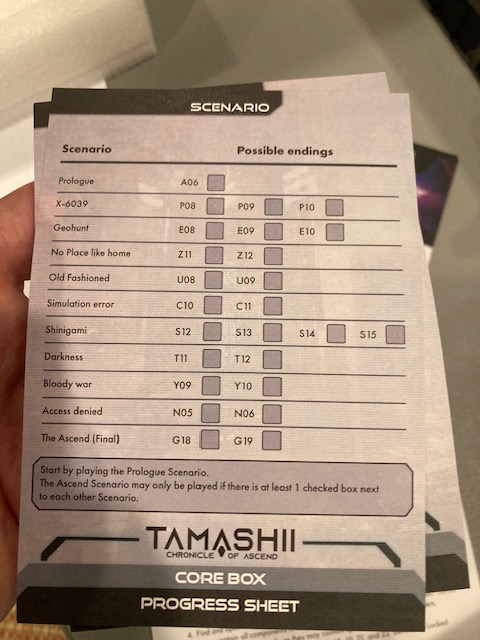 SCENARIO
Scenario Possible endings
Prologue A06
X-6039 P08 P09 P10
Geohunt E08 E09 E10
No Place like home Z11 Z12
Old Fashioned U08 U09
Simulation error C10 C11
Shinigami S12 S13 S14 S15
Darkness T11 T12
Bloody war Y09 Y10
Access denied N05 N06
The Ascend (Final) G18 G19
Start by playing the Prologue Scenario.
The Ascend Scenario may only be played if there is at least 1 checked box next
to each other Scenario.
TAMASHII
CHRONICLE OF ASCEND
CORE BOX
PROGRESS SHEET